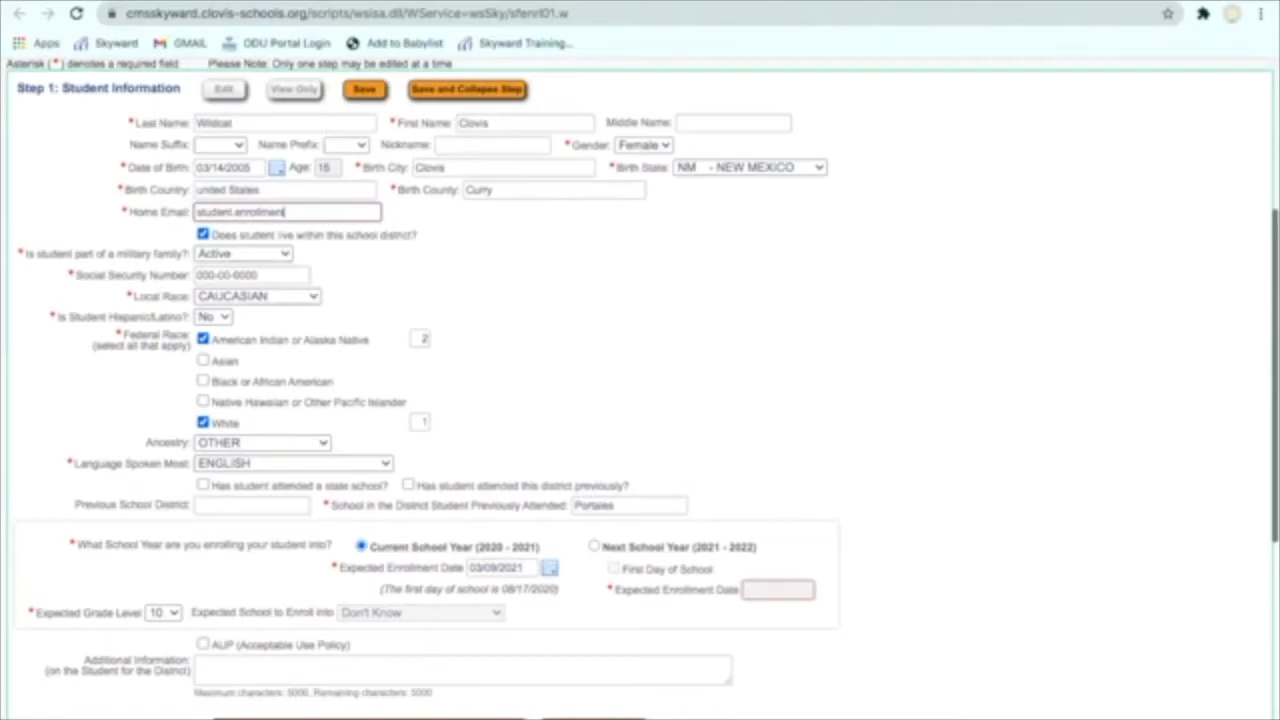 cmsskyward.clovis-schools.org/scripts/wsisa.dll/WService=wsSky/sfenrl01.w
Apps Skyward GMAIL ODU Portal Login Add to Babylist Skyward Training...
Asterisk (*) denotes a required field Please Note: Only one step may be edited at a time
Step 1: Student Information Edit View Only Save Save and Collapse Step
*Last Name: Wildcat *First Name: Clovis Middle Name:
Name Suffix: Name Prefix: Nickname: *Gender: Female
*Date of Birth: 03/14/2005 Age: 15 *Birth City: Clovis *Birth State: NM - NEW MEXICO
*Birth Country: united States *Birth County: Curry
*Home Email: student.enrollment
Does student live within this school district?
*Is student part of a military family?: Active
*Social Security Number: 000-00-0000
*Local Race: CAUCASIAN
*Is Student Hispanic/Latino?: No
*Federal Race: American Indian or Alaska Native 2
(select all that apply)
Asian
Black or African American
Native Hawaiian or Other Pacific Islander
White 1
Ancestry: OTHER
*Language Spoken Most: ENGLISH
Has student attended a state school? Has student attended this district previously?
Previous School District: *School in the District Student Previously Attended: Portales
*What School Year are you enrolling your student into? Current School Year (2020 - 2021) Next School Year (2021 - 2022)
*Expected Enrollment Date 03/09/2021 First Day of School
(The first day of school is 08/17/2020) *Expected Enrollment Date
*Expected Grade Level 10 Expected School to Enroll into Don't Know
AUP (Acceptable Use Policy)
Additional Information:
(on the Student for the District)
Maximum characters: 5000, Remaining characters: 5000